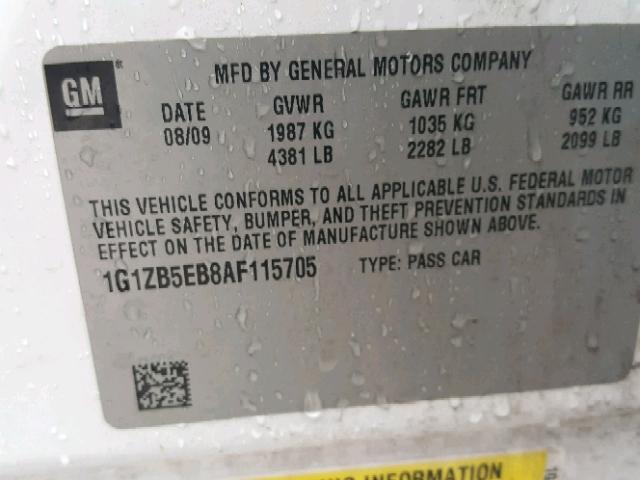 GM
MFD BY GENERAL MOTORS COMPANY
DATE GVWR GAWR FRT GAWR RR
08/09 1987 KG 1035 KG 952 KG
4381 LB 2282 LB 2099 LB
THIS VEHICLE CONFORMS TO ALL APPLICABLE U.S. FEDERAL MOTOR
VEHICLE SAFETY, BUMPER, AND THEFT PREVENTION STANDARDS IN
EFFECT ON THE DATE OF MANUFACTURE SHOWN ABOVE.
1G1ZB5EB8AF115705 TYPE: PASS CAR
INFORMATION